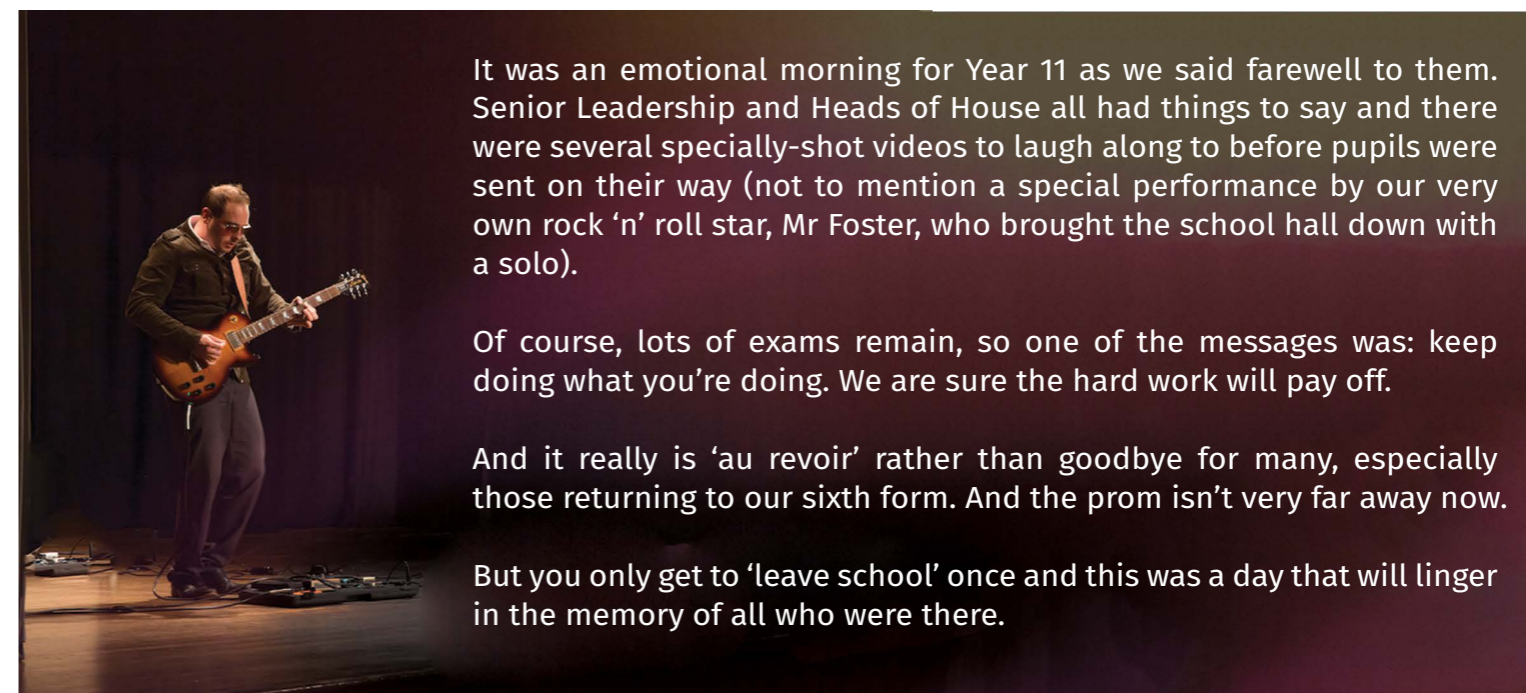 It was an emotional morning for Year 11 as we said farewell to them.
Senior Leadership and Heads of House all had things to say and there
were several specially-shot videos to laugh along to before pupils were
sent on their way (not to mention a special performance by our very
own rock ‘n’ roll star, Mr Foster, who brought the school hall down with
a solo).
Of course, lots of exams remain, so one of the messages was: keep
doing what you’re doing. We are sure the hard work will pay off.
And it really is ‘au revoir’ rather than goodbye for many, especially
those returning to our sixth form. And the prom isn’t very far away now.
But you only get to ‘leave school’ once and this was a day that will linger
in the memory of all who were there.